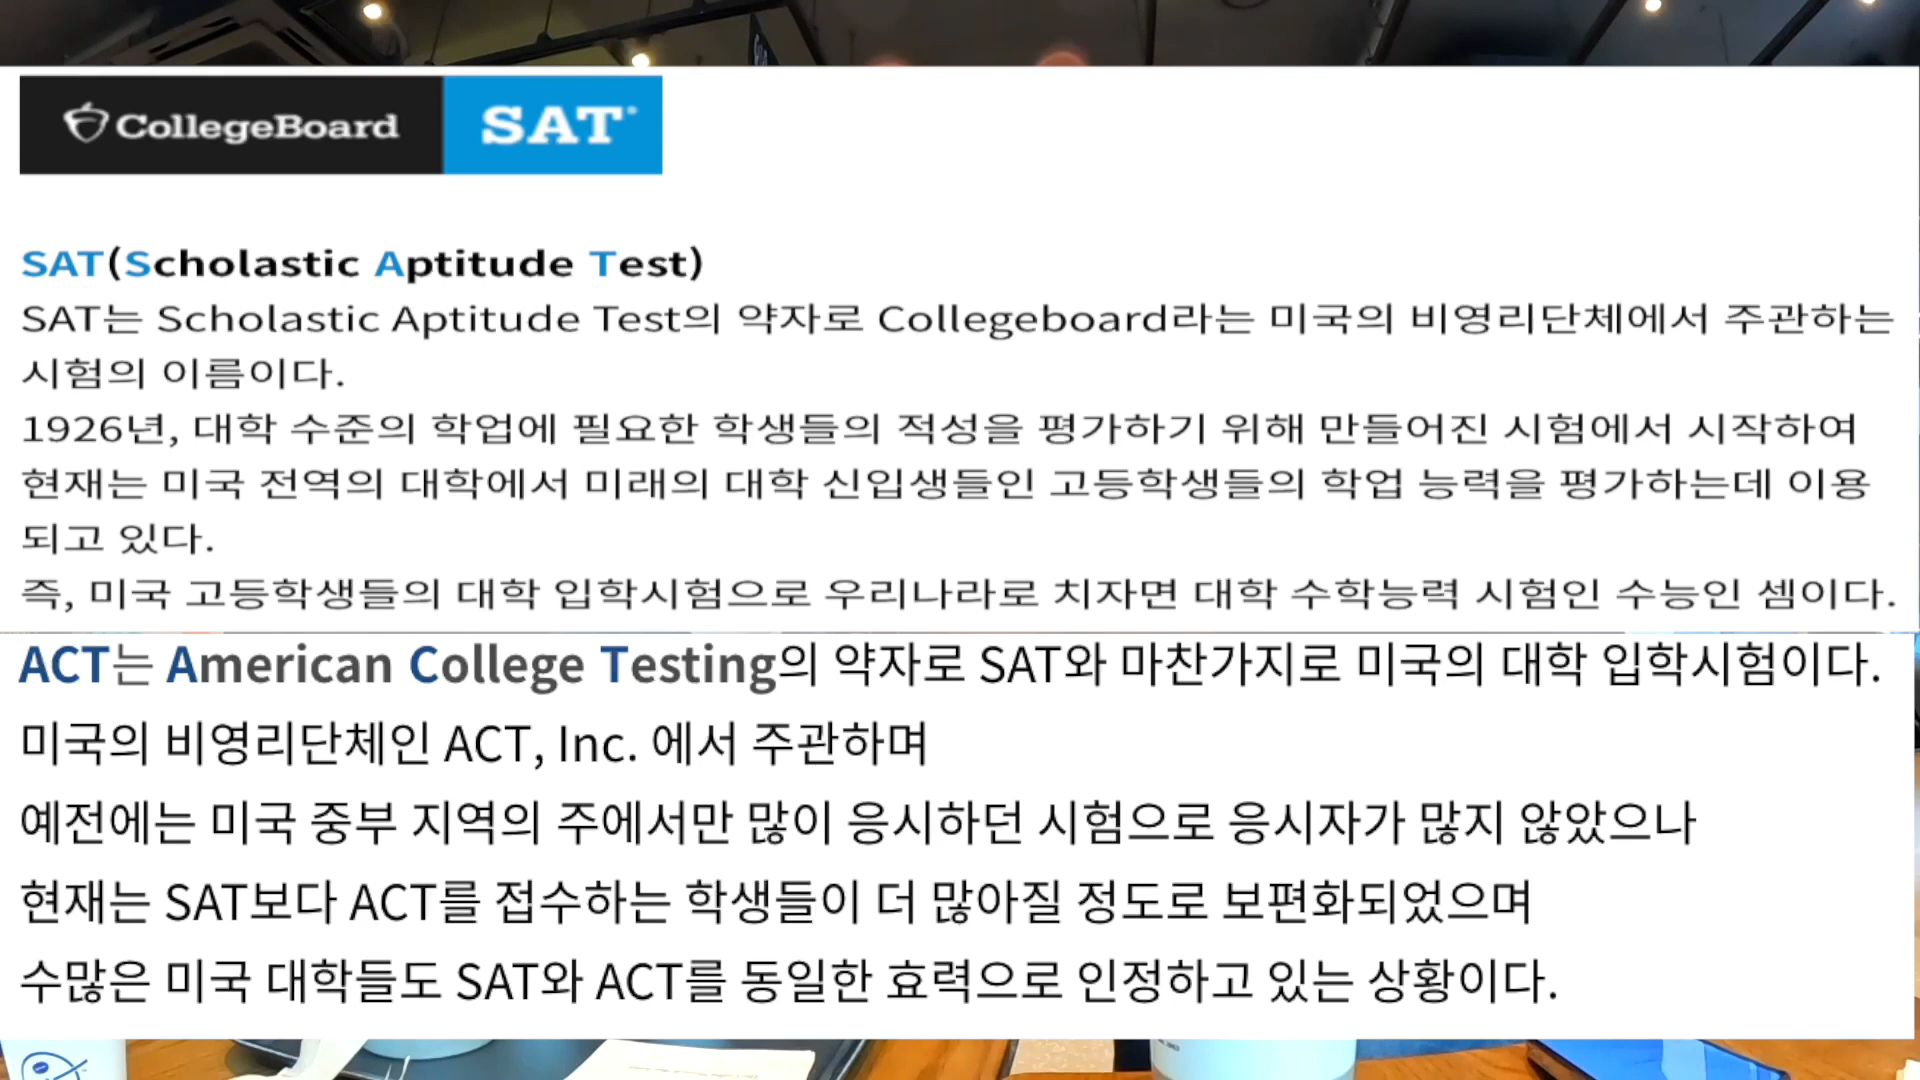 CollegeBoard SAT
SAT(Scholastic Aptitude Test)
SAT는 Scholastic Aptitude Test의 약자로 Collegeboard라는 미국의 비영리단체에서 주관하는
시험의 이름이다.
1926년, 대학 수준의 학업에 필요한 학생들의 적성을 평가하기 위해 만들어진 시험에서 시작하여
현재는 미국 전역의 대학에서 미래의 대학 신입생들인 고등학생들의 학업 능력을 평가하는데 이용
되고 있다.
즉, 미국 고등학생들의 대학 입학시험으로 우리나라로 치자면 대학 수학능력 시험인 수능인 셈이다.
ACT는 American College Testing의 약자로 SAT와 마찬가지로 미국의 대학 입학시험이다.
미국의 비영리단체인 ACT, Inc. 에서 주관하며
예전에는 미국 중부 지역의 주에서만 많이 응시하던 시험으로 응시자가 많지 않았으나
현재는 SAT보다 ACT를 접수하는 학생들이 더 많아질 정도로 보편화되었으며
수많은 미국 대학들도 SAT와 ACT를 동일한 효력으로 인정하고 있는 상황이다.